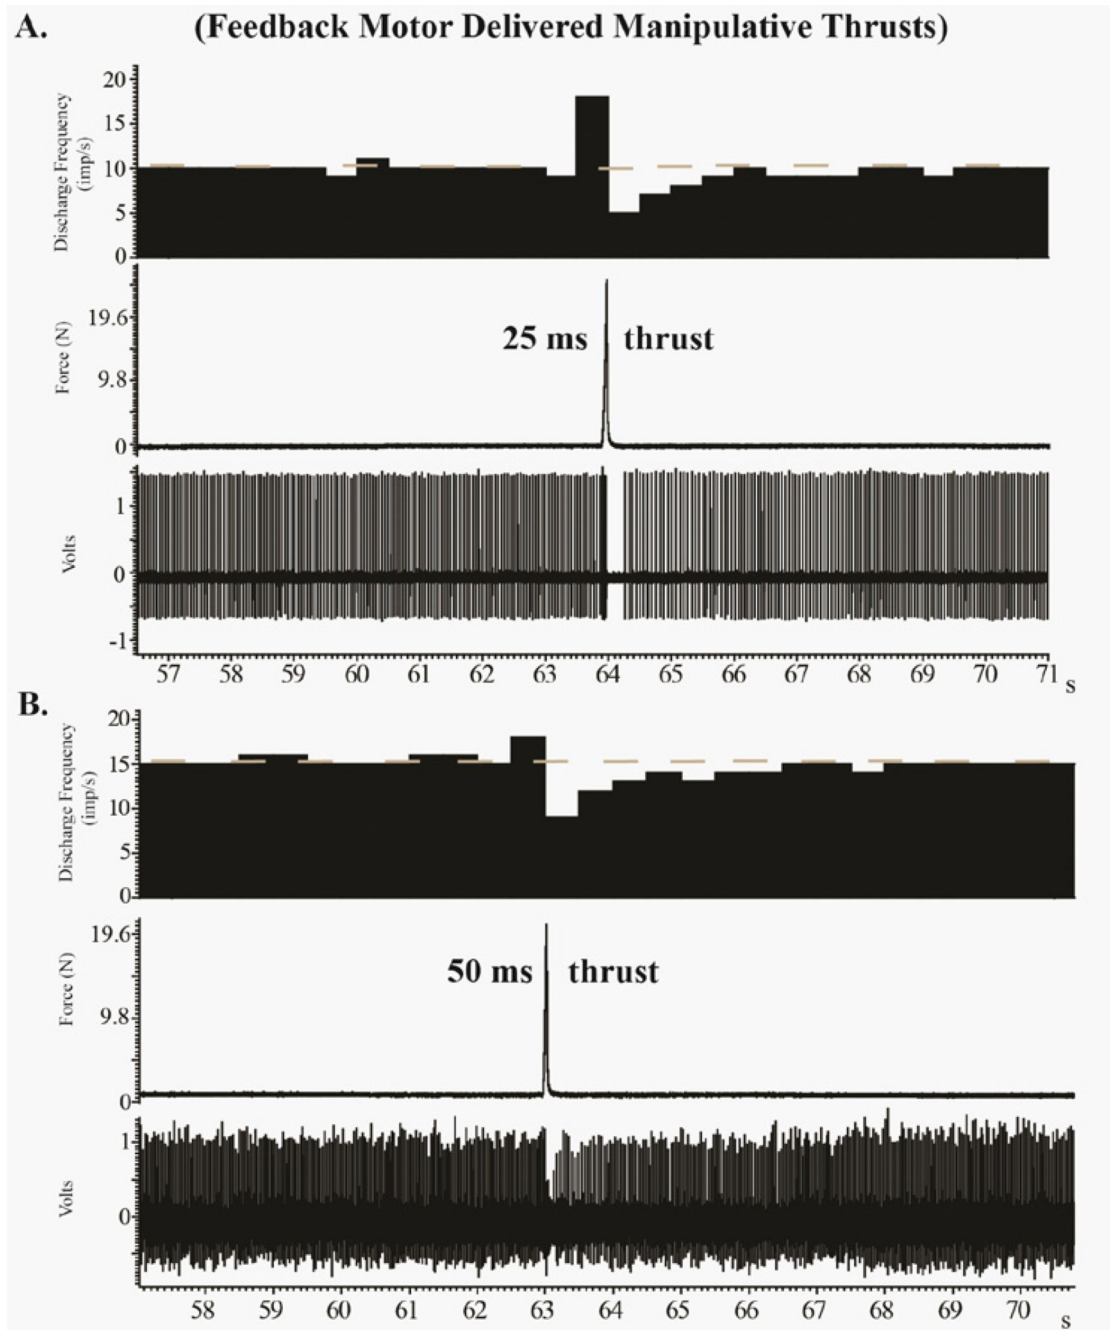 A.
(Feedback Motor Delivered Manipulative Thrusts)
Discharge Frequency
(imp/s)
20
15
10
5
0
Force (N)
19.6
9.8
0
25 ms thrust
Volts
1
0
-1
57 58 59 60 61 62 63 64 65 66 67 68 69 70 71 s
B.
Discharge Frequency
(imp/s)
20
15
10
5
0
Force (N)
19.6
9.8
0
50 ms thrust
Volts
1
0
58 59 60 61 62 63 64 65 66 67 68 69 70 s